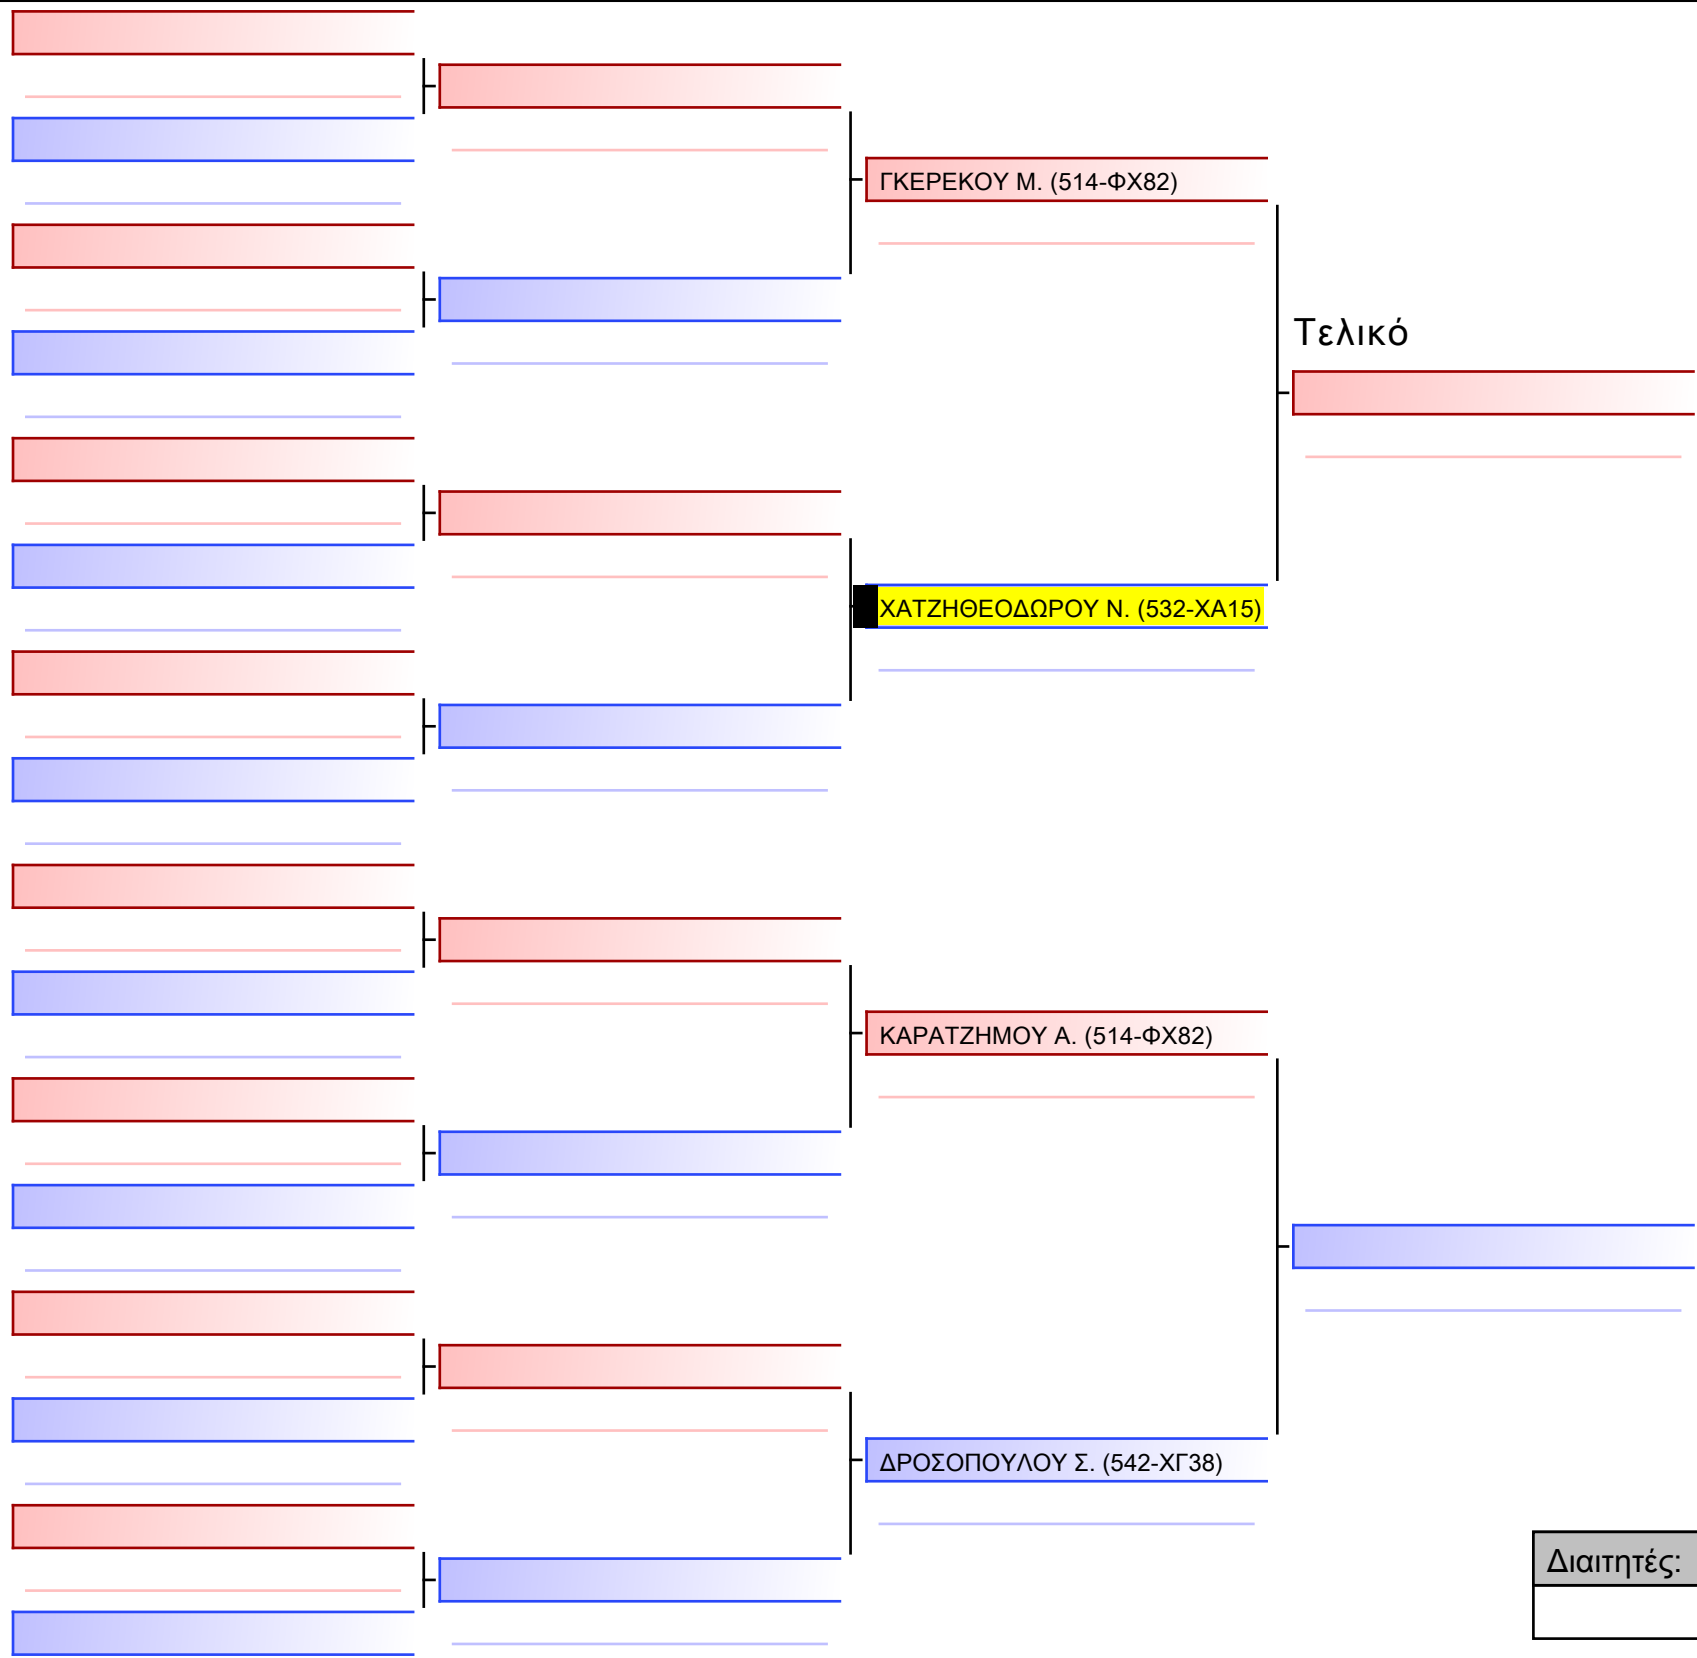 ΓΚΕΡΕΚΟΥ Μ. (514-ΦΧ82)
Τελικό
ΧΑΤΖΗΘΕΟΔΩΡΟΥ Ν. (532-ΧΑ15)
ΚΑΡΑΤΖΗΜΟΥ Α. (514-ΦΧ82)
ΔΡΟΣΟΠΟΥΛΟΥ Σ. (542-ΧΓ38)
Διαιτητές: